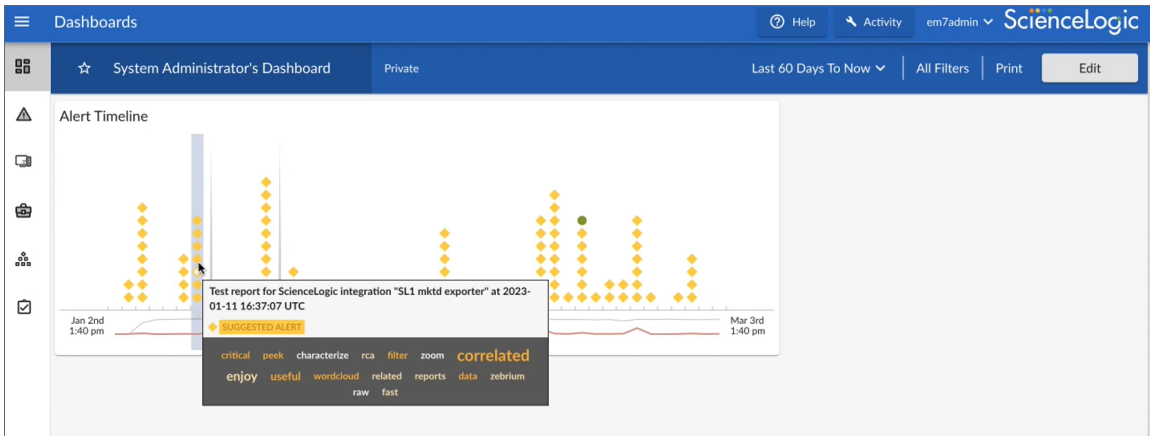 Dashboards
Help
Activity
em7admin
ScienceLogic
System Administrator's Dashboard
Private
Last 60 Days To Now
All Filters
Print
Edit
Alert Timeline
Test report for ScienceLogic integration "SL1 mktd exporter" at 2023-
01-11 16:37:07 UTC
SUGGESTED ALERT
Jan 2nd
1:40 pm
Mar 3rd
1:40 pm
critical peek characterize rca filter zoom correlated
enjoy useful wordcloud related reports data zebrium
raw fast